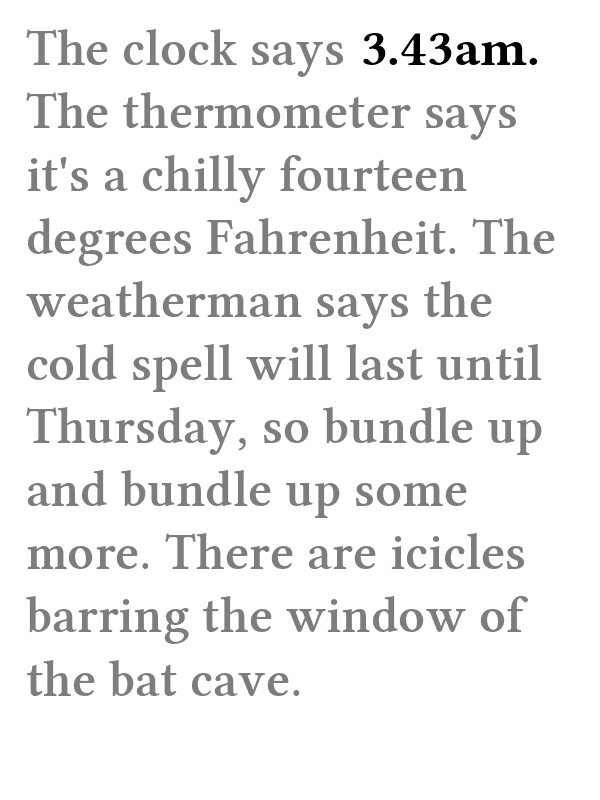 The clock says 3.43am.
The thermometer says
it's a chilly fourteen
degrees Fahrenheit. The
weatherman says the
cold spell will last until
Thursday, so bundle up
and bundle up some
more. There are icicles
barring the window of
the bat cave.